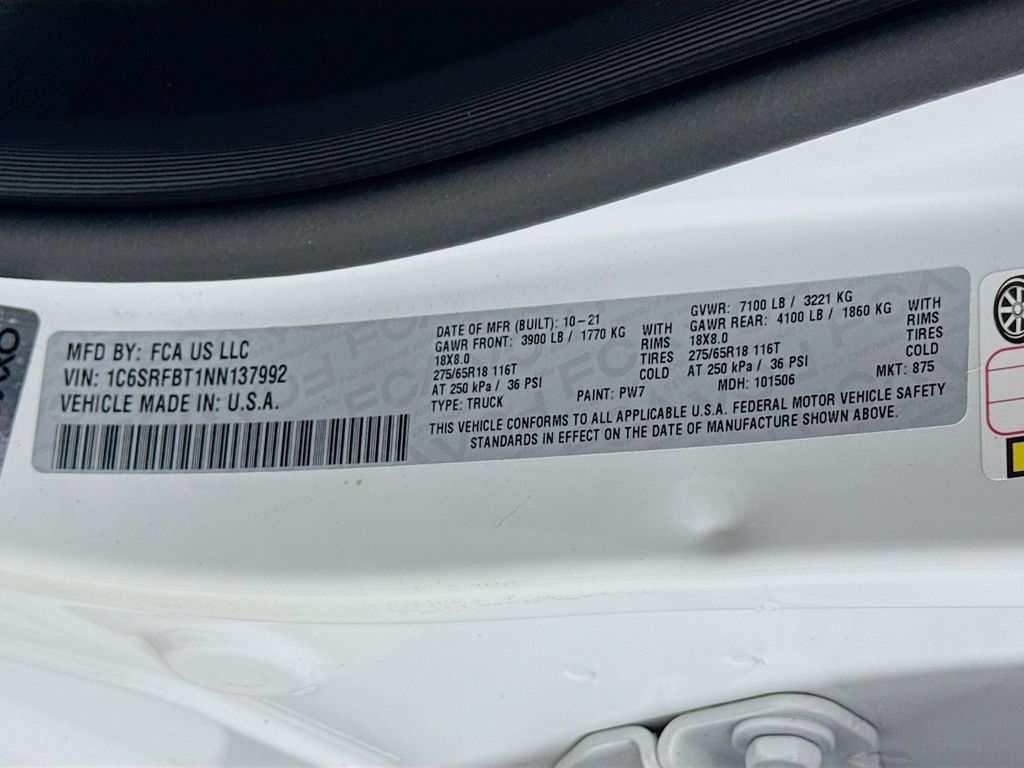 MFD BY: FCA US LLC
VIN: 1C6SRFBT1NN137992
VEHICLE MADE IN: U.S.A.
DATE OF MFR (BUILT): 10-21
GAWR FRONT: 3900 LB / 1770 KG WITH
18X8.0 RIMS
275/65R18 116T TIRES
AT 250 kPa / 36 PSI COLD
TYPE: TRUCK PAINT: PW7
GVWR: 7100 LB / 3221 KG
GAWR REAR: 4100 LB / 1860 KG WITH
18X8.0 RIMS
275/65R18 116T TIRES
AT 250 kPa / 36 PSI COLD
MDH: 101506 MKT: 875
THIS VEHICLE CONFORMS TO ALL APPLICABLE U.S.A. FEDERAL MOTOR VEHICLE SAFETY
STANDARDS IN EFFECT ON THE DATE OF MANUFACTURE SHOWN ABOVE.